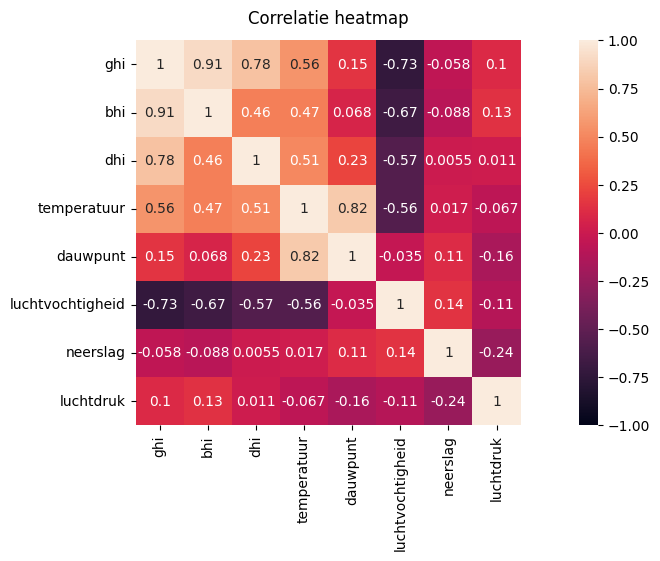 Correlatie heatmap
ghi 1 0.91 0.78 0.56 0.15 -0.73 -0.058 0.1
bhi 0.91 1 0.46 0.47 0.068 -0.67 -0.088 0.13
dhi 0.78 0.46 1 0.51 0.23 -0.57 0.0055 0.011
temperatuur 0.56 0.47 0.51 1 0.82 -0.56 0.017 -0.067
dauwpunt 0.15 0.068 0.23 0.82 1 -0.035 0.11 -0.16
luchtvochtigheid -0.73 -0.67 -0.57 -0.56 -0.035 1 0.14 -0.11
neerslag -0.058 -0.088 0.0055 0.017 0.11 0.14 1 -0.24
luchtdruk 0.1 0.13 0.011 -0.067 -0.16 -0.11 -0.24 1
ghi
bhi
dhi
temperatuur
dauwpunt
luchtvochtigheid
neerslag
luchtdruk
1.00
0.75
0.50
0.25
0.00
-0.25
-0.50
-0.75
-1.00